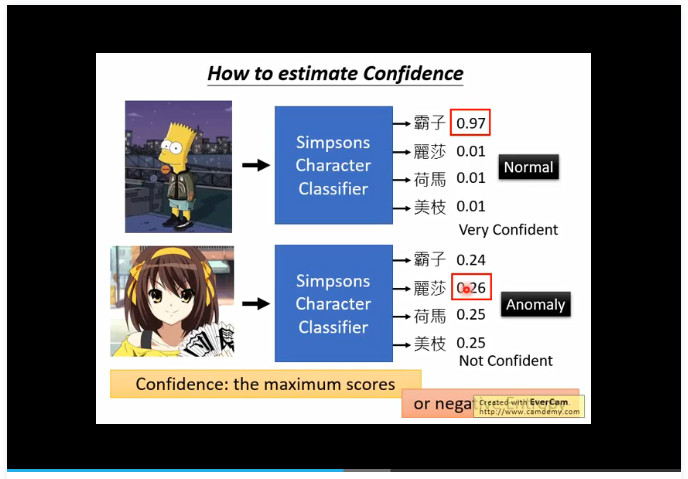 How to estimate Confidence
Simpsons
Character
Classifier
霸子 0.97
麗莎 0.01
荷馬 0.01
美枝 0.01
Normal
Very Confident
Simpsons
Character
Classifier
霸子 0.24
麗莎 0.26
荷馬 0.25
美枝 0.25
Anomaly
Not Confident
Confidence: the maximum scores
or negative Entropy
Created with EverCam.
http://www.camdemy.com